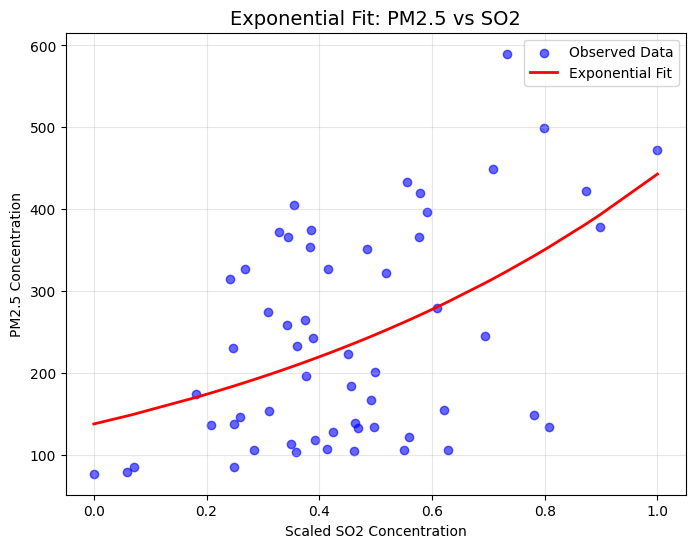 Exponential Fit: PM2.5 vs SO2
Observed Data
Exponential Fit
PM2.5 Concentration
600
500
400
300
200
100
0.0 0.2 0.4 0.6 0.8 1.0
Scaled SO2 Concentration